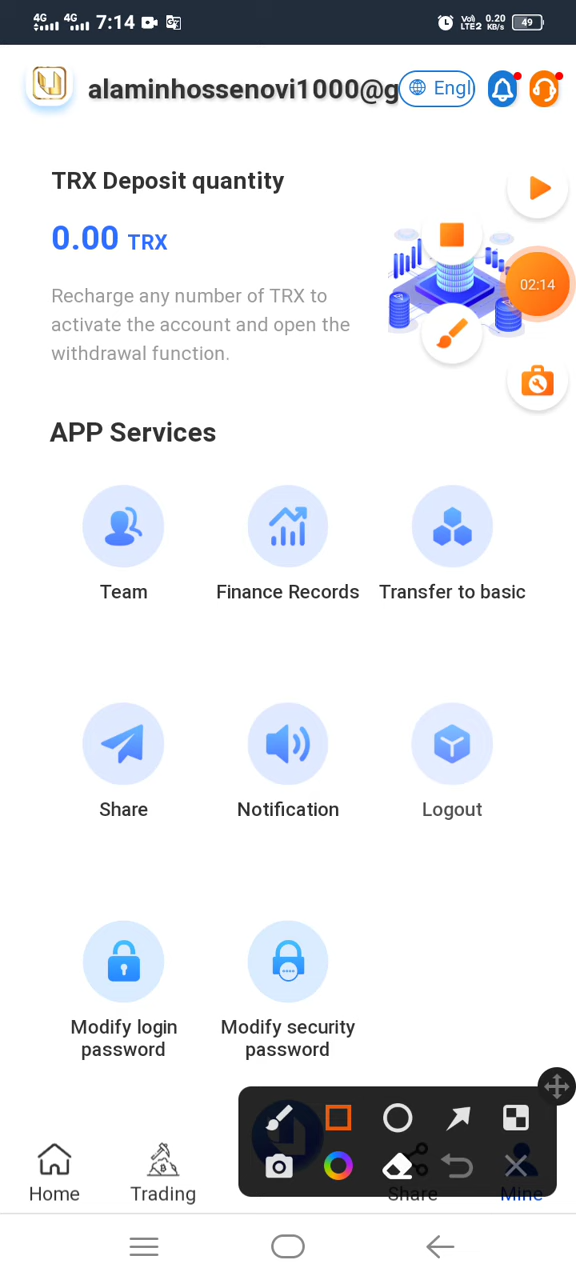 4G 4G 7:14 Vo) LTE2 0.20 KB/s 49
alaminhossenovi1000@g Engl
TRX Deposit quantity
0.00 TRX
02:14
Recharge any number of TRX to
activate the account and open the
withdrawal function.
APP Services
Team Finance Records Transfer to basic
Share Notification Logout
Modify login
password
Modify security
password
Home Trading Share Mine